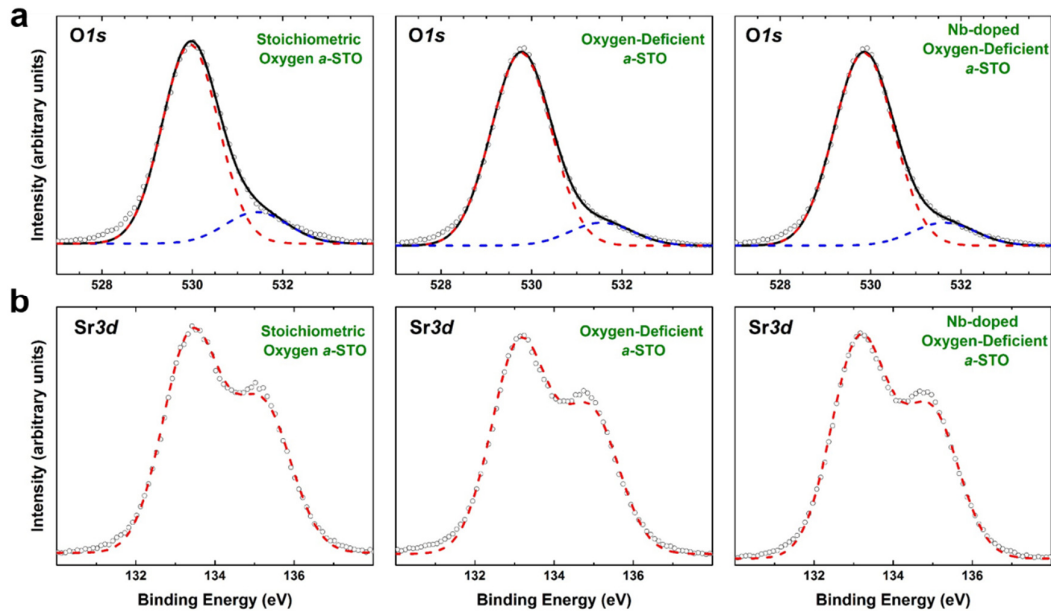 a
O1s
Stoichiometric
Oxygen a-STO
O1s
Oxygen-Deficient
a-STO
O1s
Nb-doped
Oxygen-Deficient
a-STO
Intensity (arbitrary units)
528 530 532
528 530 532
528 530 532
b
Sr3d
Stoichiometric
Oxygen a-STO
Sr3d
Oxygen-Deficient
a-STO
Sr3d
Nb-doped
Oxygen-Deficient
a-STO
Intensity (arbitrary units)
132 134 136
132 134 136
132 134 136
Binding Energy (eV)
Binding Energy (eV)
Binding Energy (eV)